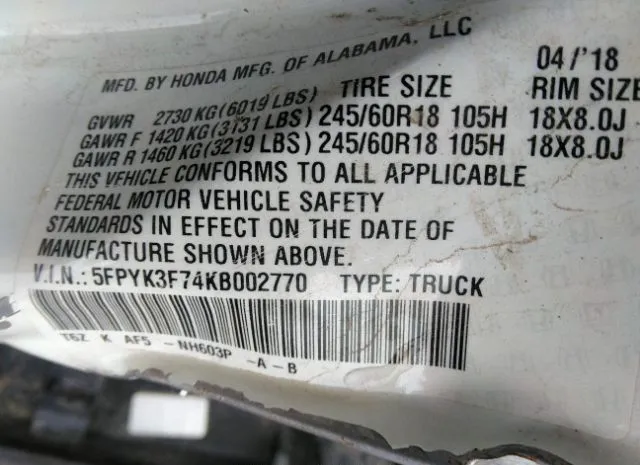 MFD. BY HONDA MFG. OF ALABAMA, LLC 04/'18
TIRE SIZE RIM SIZE
GVWR 2730 KG (6019 LBS)
GAWR F 1420 KG (3131 LBS) 245/60R18 105H 18X8.0J
GAWR R 1460 KG (3219 LBS) 245/60R18 105H 18X8.0J
THIS VEHICLE CONFORMS TO ALL APPLICABLE
FEDERAL MOTOR VEHICLE SAFETY
STANDARDS IN EFFECT ON THE DATE OF
MANUFACTURE SHOWN ABOVE.
V.I.N.: 5FPYK3F74KB002770 TYPE: TRUCK
T6Z K AF5 -NH603P -A -B